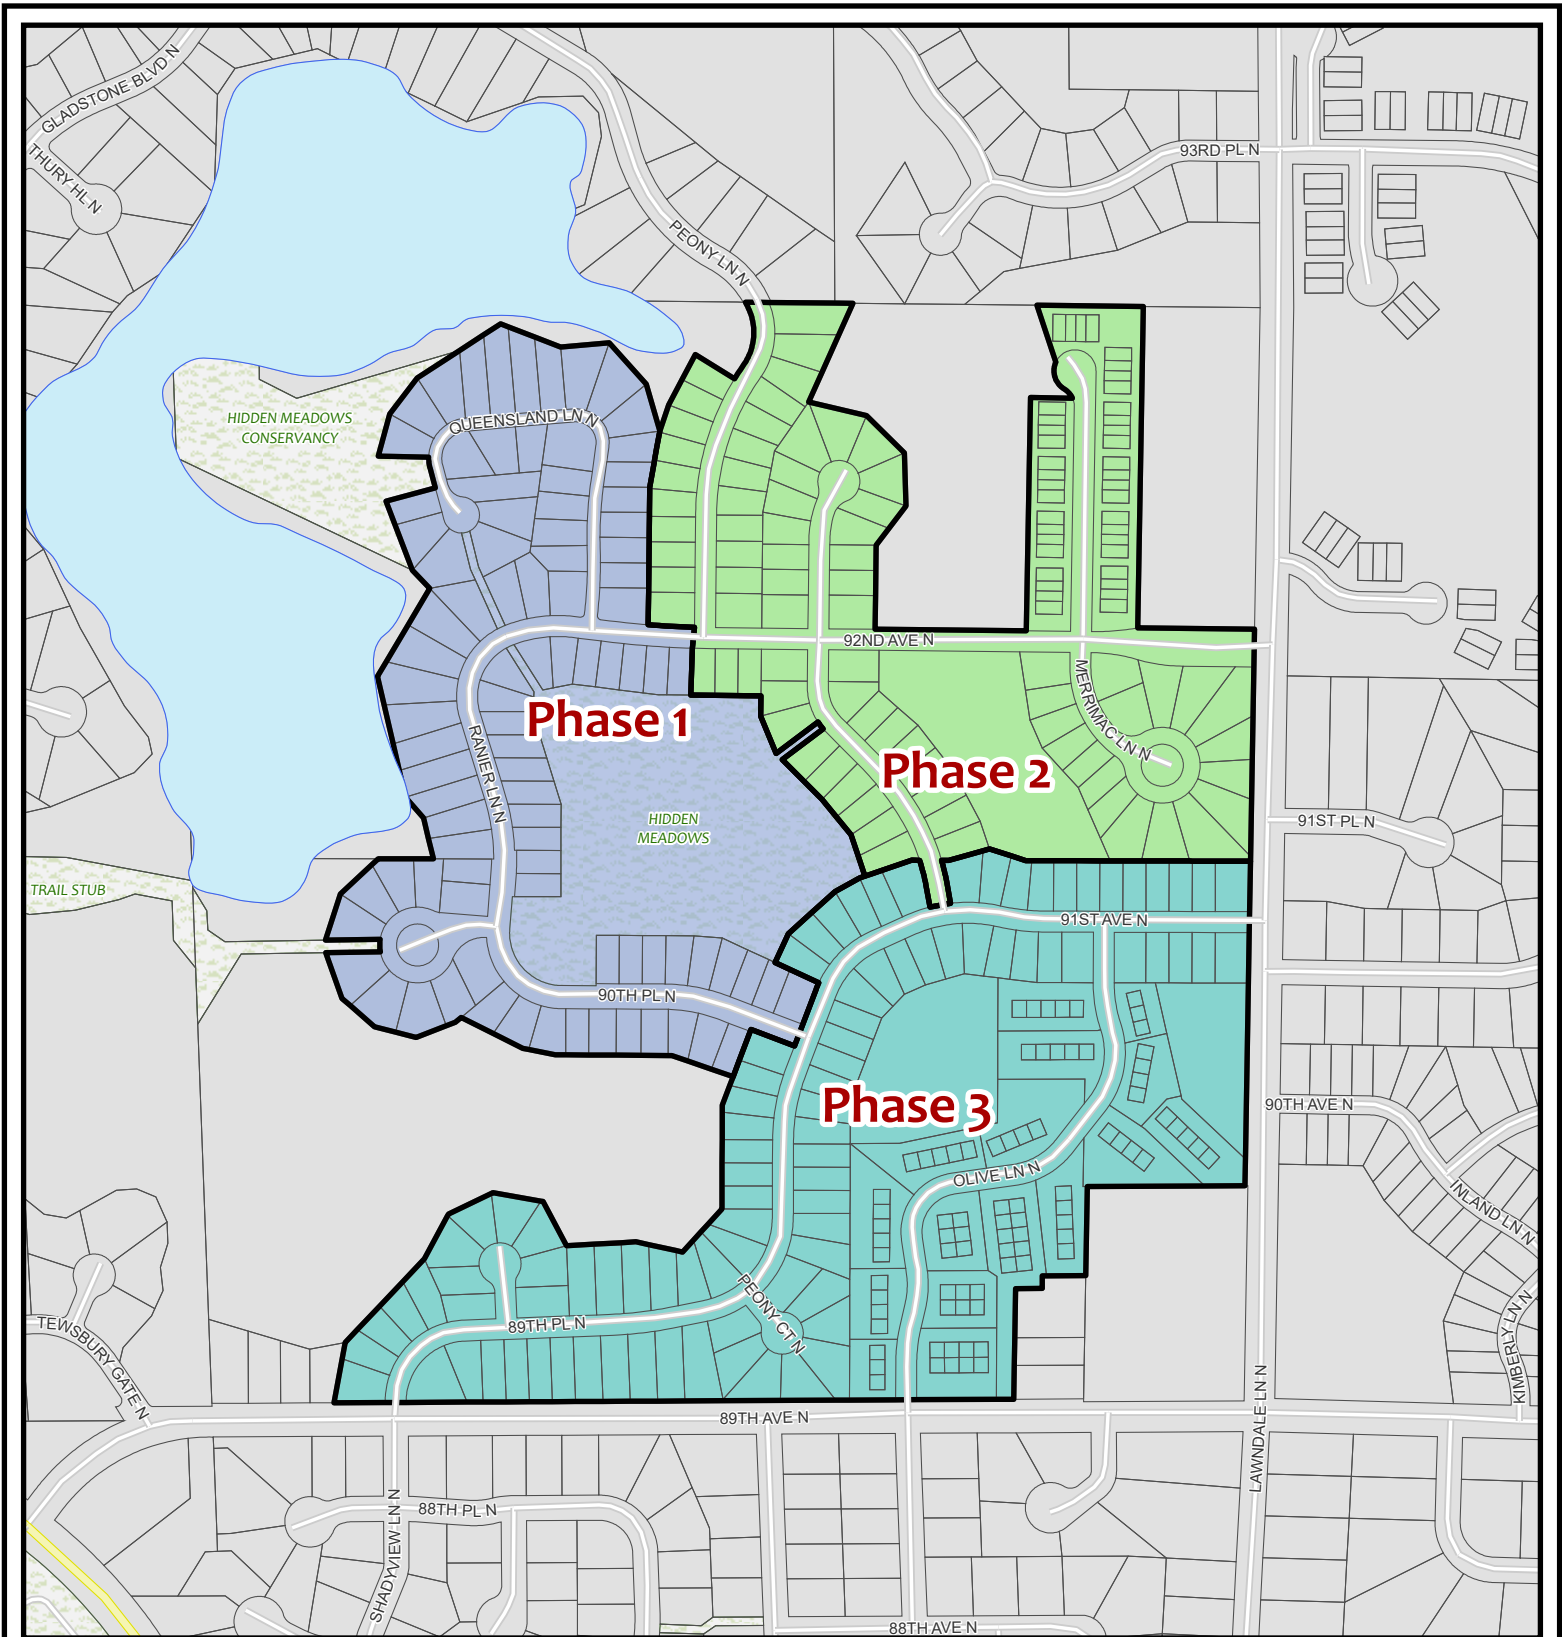 GLADSTONE BLVD N
THURY HL N
93RD PL N
PEONY LN N
HIDDEN MEADOWS
CONSERVANCY
QUEENSLAND LN N
92ND AVE N
MERRIMAC LN N
Phase 1
RANIER LN N
Phase 2
HIDDEN
MEADOWS
91ST PL N
TRAIL STUB
91ST AVE N
90TH PL N
Phase 3
90TH AVE N
OLIVE LN N
INLAND LN N
PEONY CT N
89TH PL N
TEWSBURY GATE N
KIMBERLY LN N
89TH AVE N
LAWNDALE LN N
88TH PL N
SHADYVIEW LN N
88TH AVE N